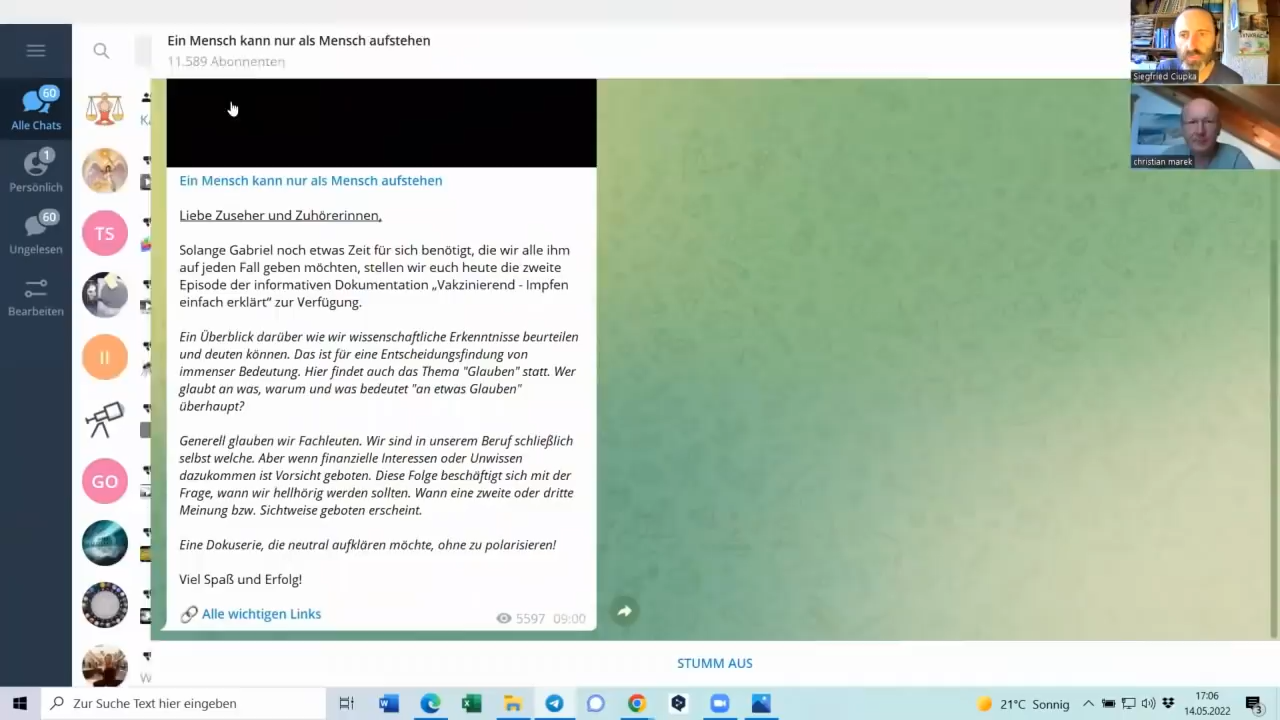 Ein Mensch kann nur als Mensch aufstehen
11.589 Abonnenten
Siegfried Ciupka
christian marek
60
Alle Chats
1
Persönlich
60
Ungelesen
Bearbeiten
TS
II
GO
Ein Mensch kann nur als Mensch aufstehen
Liebe Zuseher und Zuhörerinnen,
Solange Gabriel noch etwas Zeit für sich benötigt, die wir alle ihm
auf jeden Fall geben möchten, stellen wir euch heute die zweite
Episode der informativen Dokumentation „Vakzinierend - Impfen
einfach erklärt“ zur Verfügung.
Ein Überblick darüber wie wir wissenschaftliche Erkenntnisse beurteilen
und deuten können. Das ist für eine Entscheidungsfindung von
immenser Bedeutung. Hier findet auch das Thema "Glauben" statt. Wer
glaubt an was, warum und was bedeutet "an etwas Glauben"
überhaupt?
Generell glauben wir Fachleuten. Wir sind in unserem Beruf schließlich
selbst welche. Aber wenn finanzielle Interessen oder Unwissen
dazukommen ist Vorsicht geboten. Diese Folge beschäftigt sich mit der
Frage, wann wir hellhörig werden sollten. Wann eine zweite oder dritte
Meinung bzw. Sichtweise geboten erscheint.
Eine Dokuserie, die neutral aufklären möchte, ohne zu polarisieren!
Viel Spaß und Erfolg!
Alle wichtigen Links
5597 09:00
STUMM AUS
Zur Suche Text hier eingeben
21°C Sonnig
17:06
14.05.2022
3